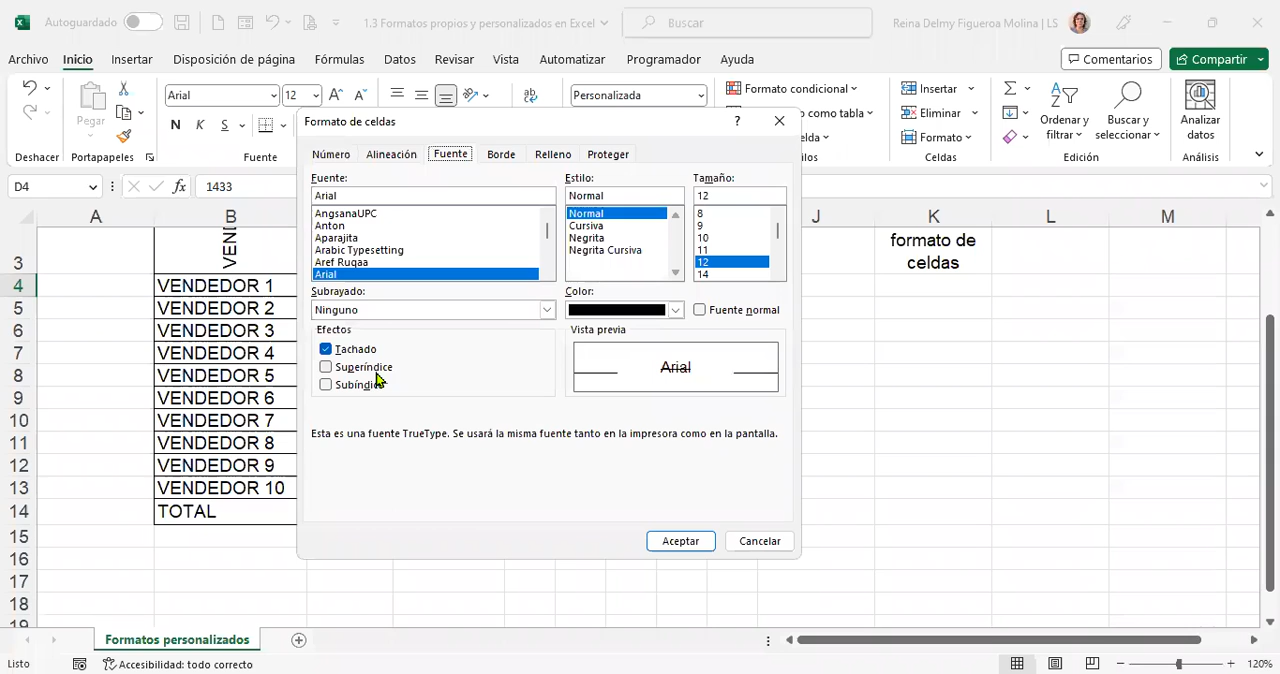 Autoguardado
1.3 Formatos propios y personalizados en Excel
Buscar
Reina Delmy Figueroa Molina | LS
Archivo Inicio Insertar Disposición de página Fórmulas Datos Revisar Vista Automatizar Programador Ayuda
Comentarios Compartir
Pegar
Arial 12
N K S
Personalizada
Formato condicional
como tabla
Insertar
Eliminar
Formato
Ordenar y
filtrar
Buscar y
seleccionar
Analizar
datos
Deshacer Portapapeles Fuente Celdas Edición Análisis
D4 fx 1433
A B J K L M
3 formato de
celdas
4 VENDEDOR 1
5 VENDEDOR 2
6 VENDEDOR 3
7 VENDEDOR 4
8 VENDEDOR 5
9 VENDEDOR 6
10 VENDEDOR 7
11 VENDEDOR 8
12 VENDEDOR 9
13 VENDEDOR 10
14 TOTAL
15
16
17
18
19
Formato de celdas ?
Número Alineación Fuente Borde Relleno Proteger
Fuente: Estilo: Tamaño:
Arial Normal 12
AngsanaUPC Normal 8
Anton Cursiva 9
Aparajita Negrita 10
Arabic Typesetting Negrita Cursiva 11
Aref Ruqaa 12
Arial 14
Subrayado: Color:
Ninguno Fuente normal
Efectos Vista previa
Tachado
Superíndice Arial
Esta es una fuente TrueType. Se usará la misma fuente tanto en la impresora como en la pantalla.
Aceptar Cancelar
Formatos personalizados
Listo Accesibilidad: todo correcto 120%